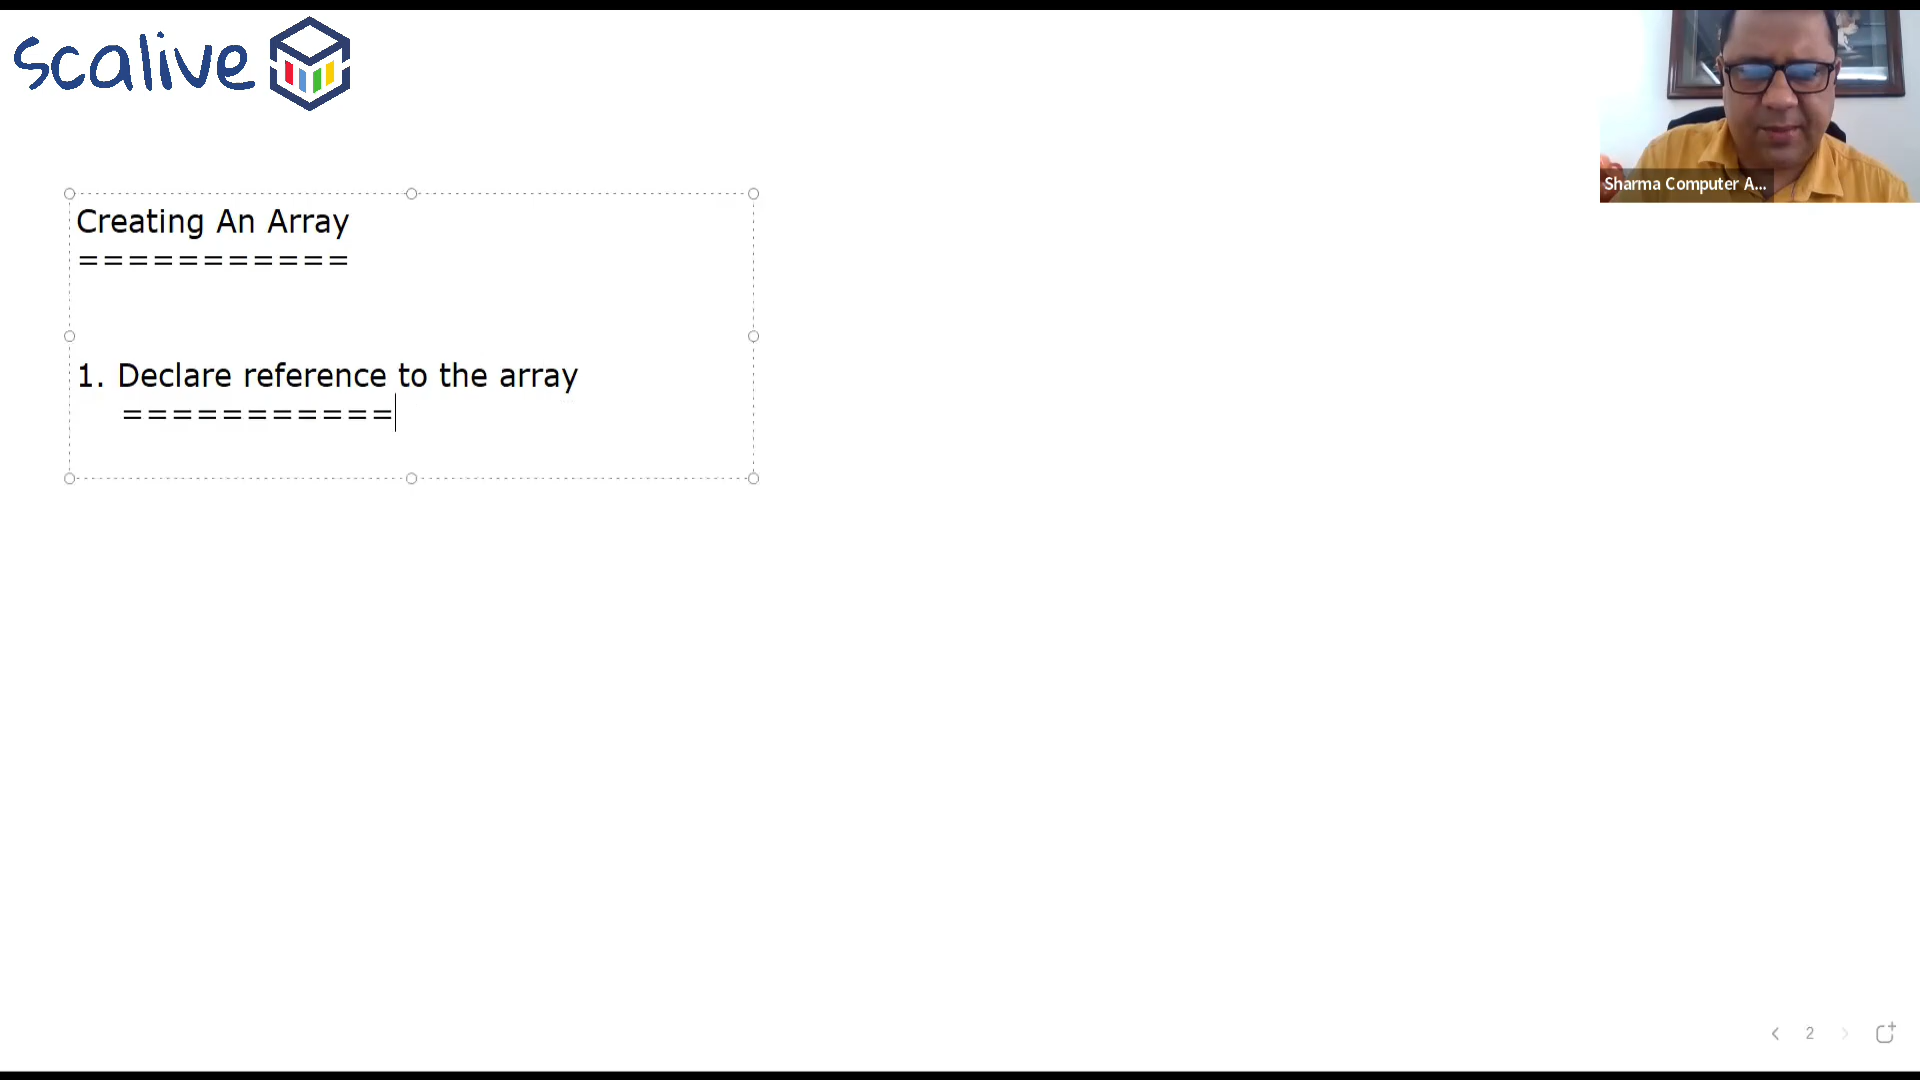 scalive
Sharma Computer A...
Creating An Array
===========
1. Declare reference to the array
===========
2